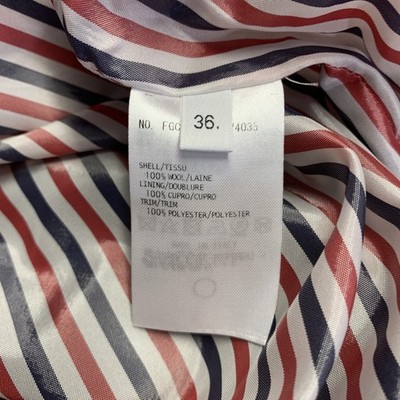 NO. FGC
36.
4035
SHELL/TISSU
100% WOOL/LAINE
LINING/DOUBLURE
100% CUPRO/CUPRO
TRIM/TRIM
100% POLYESTER/POLYESTER